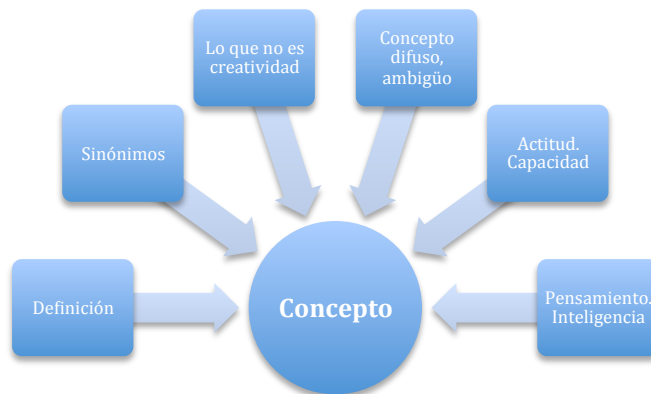 Lo que no es
creatividad
Concepto
difuso,
ambigüo
Sinónimos
Actitud.
Capacidad
Definición
Concepto
Pensamiento.
Inteligencia